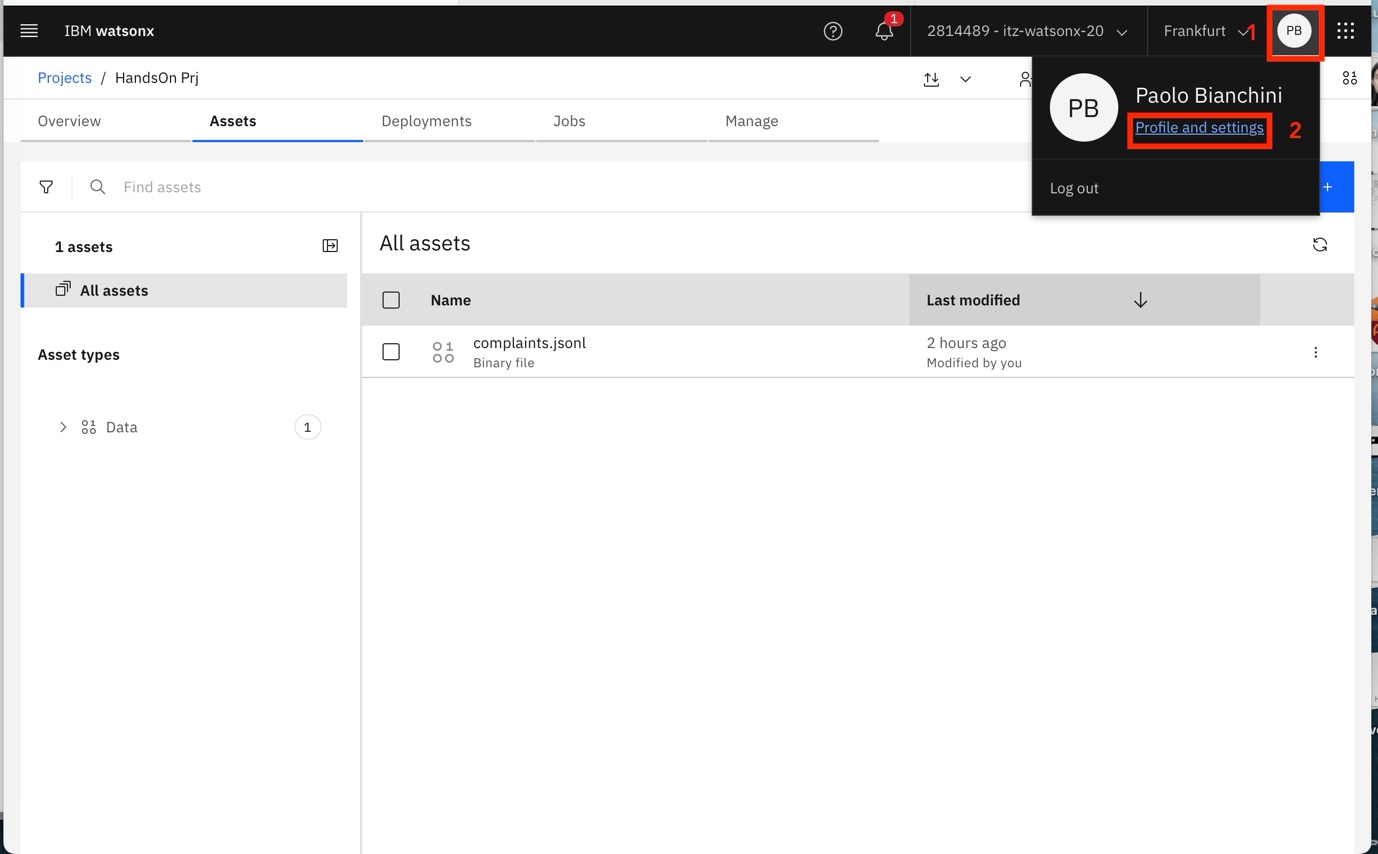 IBM watsonx
1
2814489 - itz-watsonx-20
Frankfurt
1
PB
Projects / HandsOn Prj
PB
Paolo Bianchini
Profile and settings
2
Log out
Overview
Assets
Deployments
Jobs
Manage
Find assets
+
1 assets
All assets
Asset types
Data
1
All assets
Name
Last modified
complaints.jsonl
Binary file
2 hours ago
Modified by you